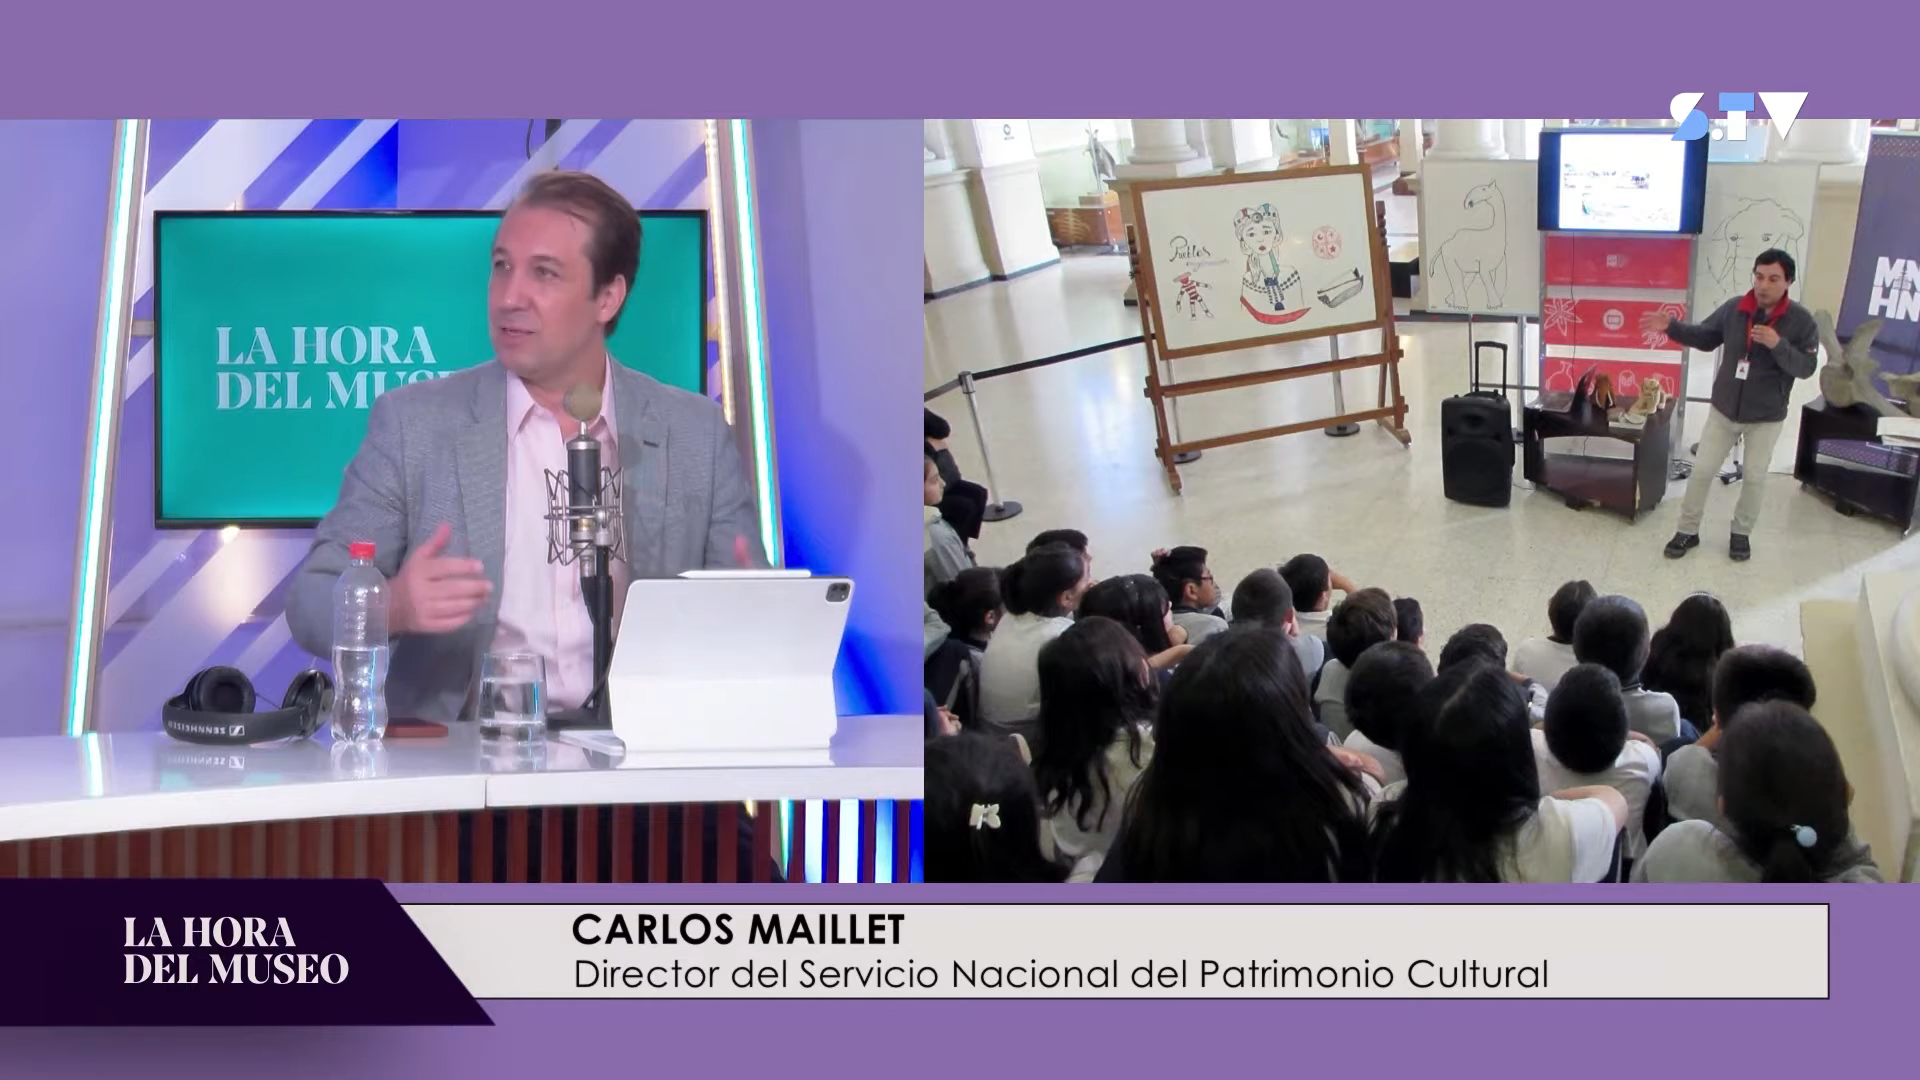 S.TV
LA HORA
DEL MUSE
Pueblos
MN
HN
SENNHEISER
LA HORA
DEL MUSEO
CARLOS MAILLET
Director del Servicio Nacional del Patrimonio Cultural